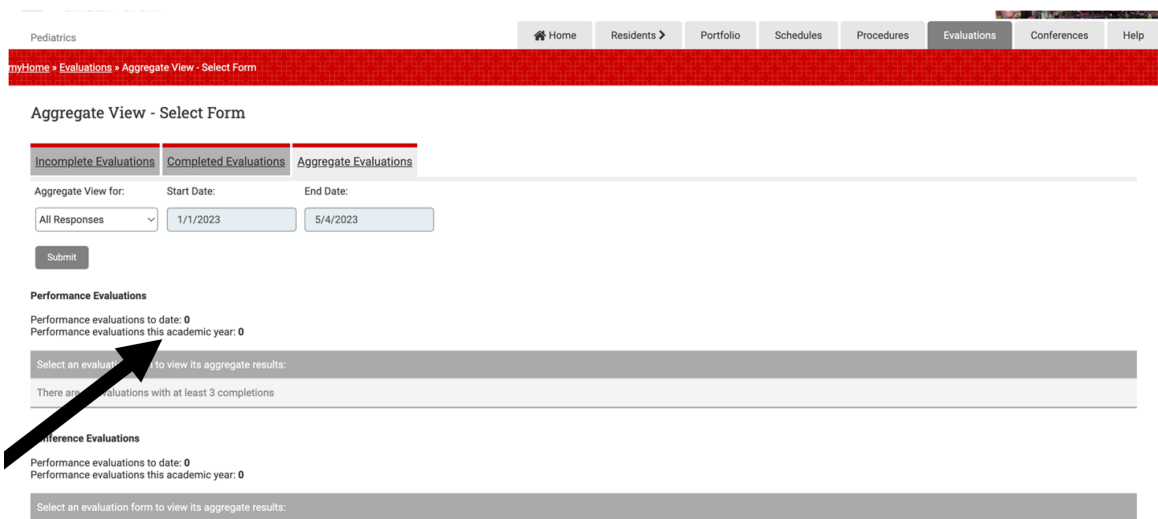 Pediatrics
Home Residents Portfolio Schedules Procedures Evaluations Conferences Help
myHome » Evaluations » Aggregate View - Select Form
Aggregate View - Select Form
Incomplete Evaluations Completed Evaluations Aggregate Evaluations
Aggregate View for: Start Date: End Date:
All Responses 1/1/2023 5/4/2023
Submit
Performance Evaluations
Performance evaluations to date: 0
Performance evaluations this academic year: 0
Select an evaluation to view its aggregate results:
There are evaluations with at least 3 completions
Conference Evaluations
Performance evaluations to date: 0
Performance evaluations this academic year: 0
Select an evaluation form to view its aggregate results: